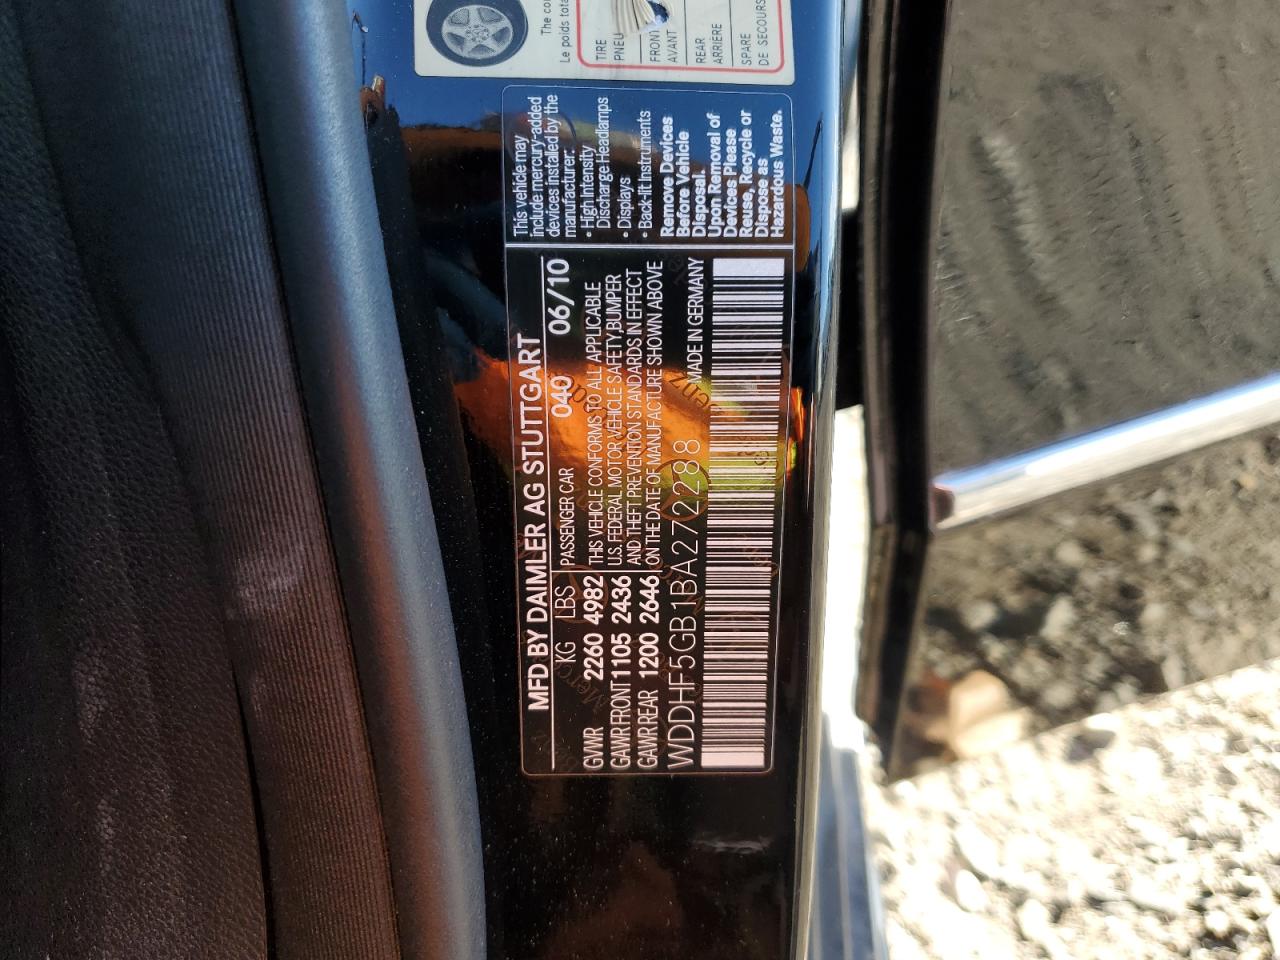 The
Le poids
TIRE
PNEU
FRONT
AVANT
REAR
ARRIÈRE
SPARE
DE SECOURS
MFD BY DAIMLER AG STUTTGART
KG LBS PASSENGER CAR 040 06/10
GVWR 2260 4982
GAWR FRONT 1105 2436
GAWR REAR 1200 2646
THIS VEHICLE CONFORMS TO ALL APPLICABLE
U.S. FEDERAL MOTOR VEHICLE SAFETY, BUMPER
AND THEFT PREVENTION STANDARDS IN EFFECT
ON THE DATE OF MANUFACTURE SHOWN ABOVE
WDDHF5GB1BA272288 MADE IN GERMANY
This vehicle may
include mercury-added
devices installed by the
manufacturer:
• High Intensity
Discharge Headlamps
• Displays
• Back-lit Instruments
Remove Devices
Before Vehicle
Disposal.
Upon Removal of
Devices Please
Reuse, Recycle or
Dispose as
Hazardous Waste.